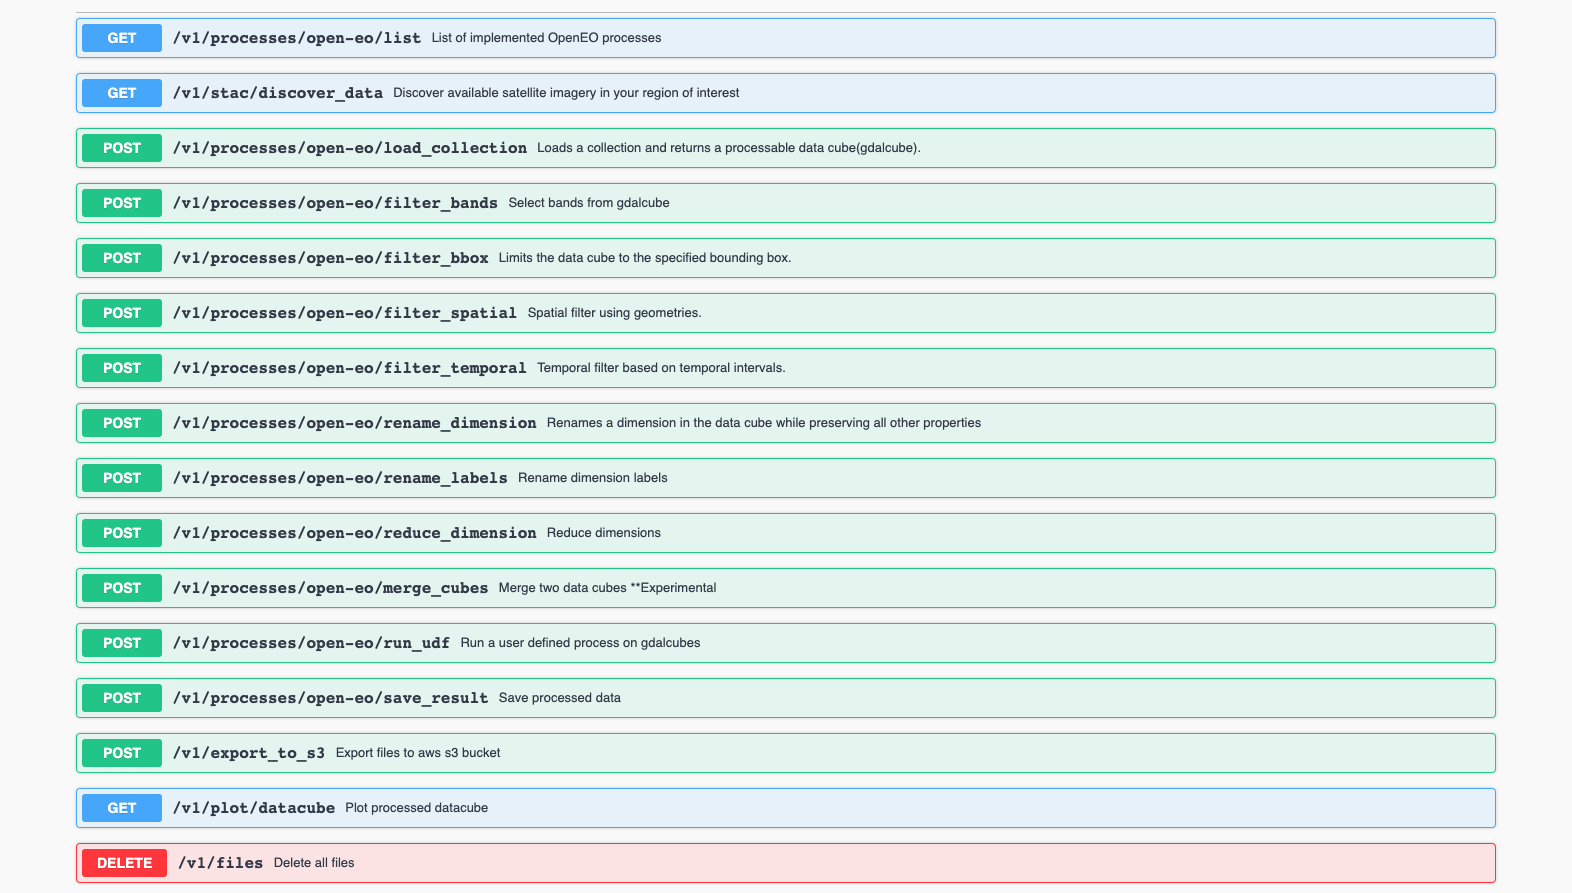 GET /v1/processes/open-eo/list List of implemented OpenEO processes
GET /v1/stac/discover_data Discover available satellite imagery in your region of interest
POST /v1/processes/open-eo/load_collection Loads a collection and returns a processable data cube(gdalcube).
POST /v1/processes/open-eo/filter_bands Select bands from gdalcube
POST /v1/processes/open-eo/filter_bbox Limits the data cube to the specified bounding box.
POST /v1/processes/open-eo/filter_spatial Spatial filter using geometries.
POST /v1/processes/open-eo/filter_temporal Temporal filter based on temporal intervals.
POST /v1/processes/open-eo/rename_dimension Renames a dimension in the data cube while preserving all other properties
POST /v1/processes/open-eo/rename_labels Rename dimension labels
POST /v1/processes/open-eo/reduce_dimension Reduce dimensions
POST /v1/processes/open-eo/merge_cubes Merge two data cubes **Experimental
POST /v1/processes/open-eo/run_udf Run a user defined process on gdalcubes
POST /v1/processes/open-eo/save_result Save processed data
POST /v1/export_to_s3 Export files to aws s3 bucket
GET /v1/plot/datacube Plot processed datacube
DELETE /v1/files Delete all files